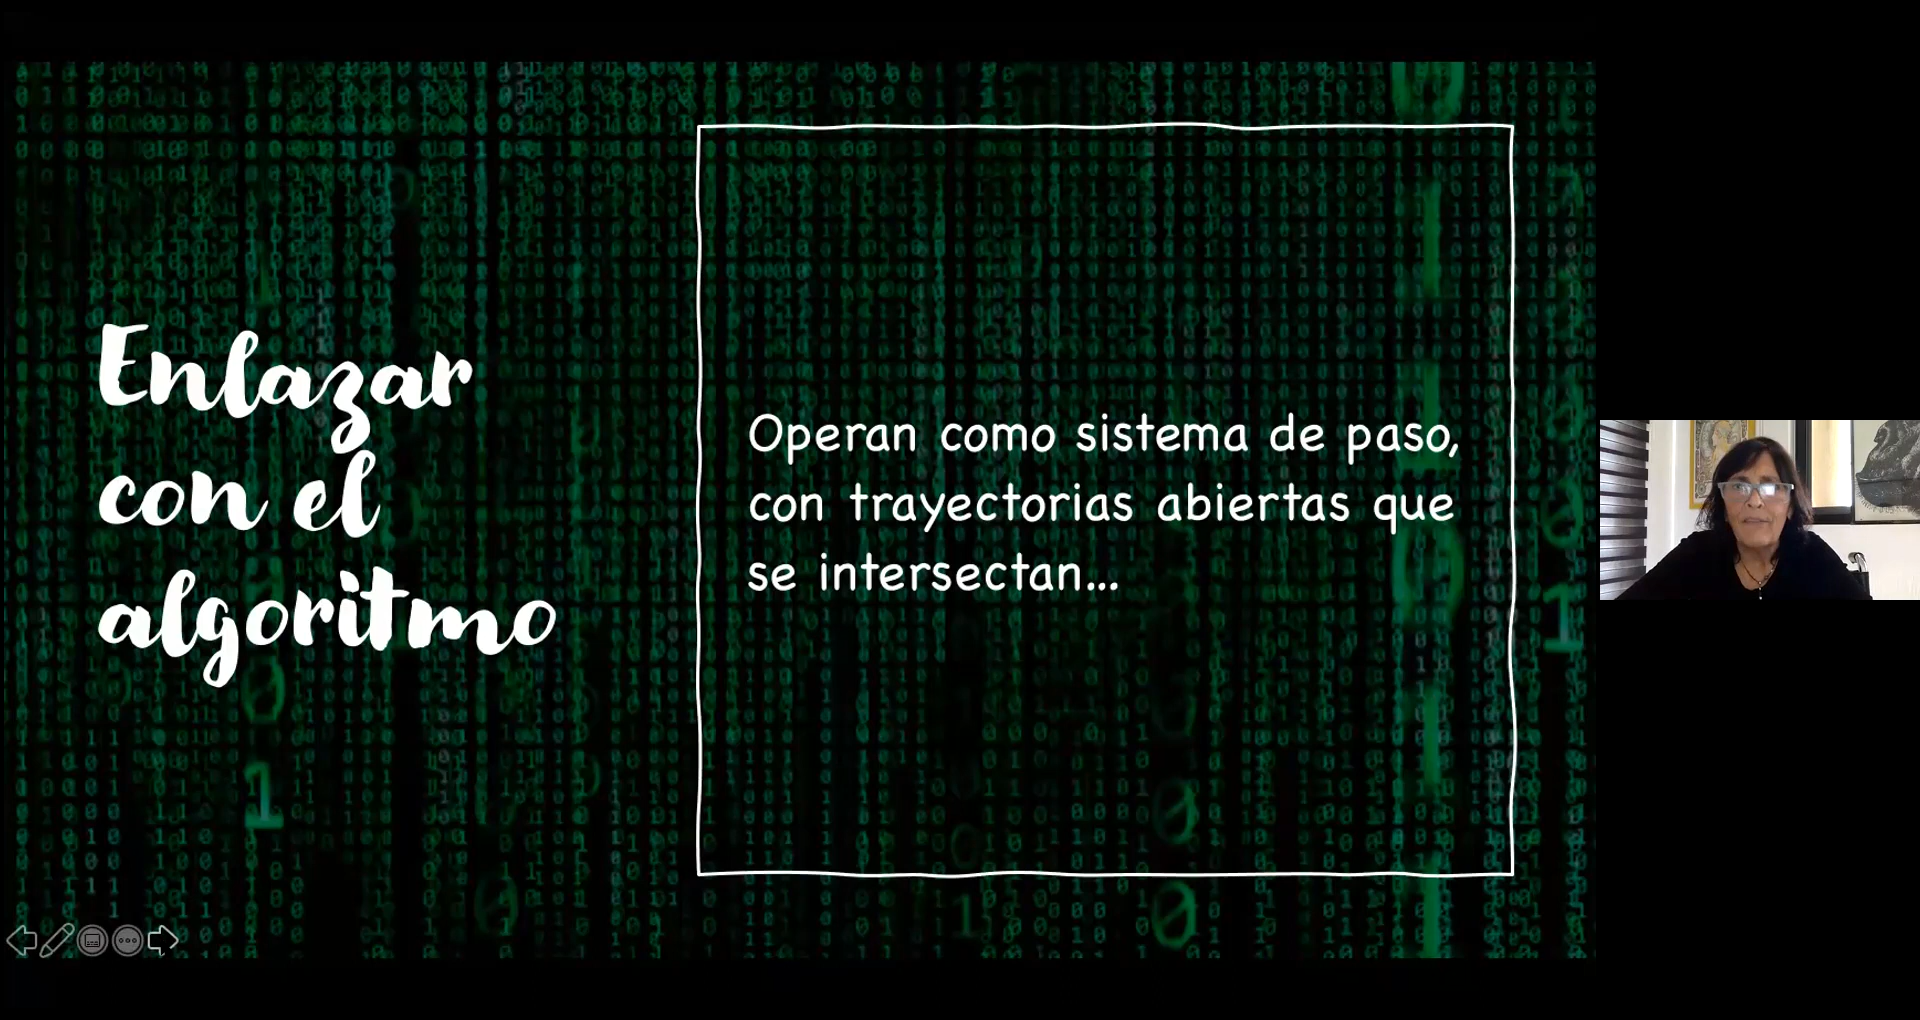 Enlazar
con el
algoritmo
Operan como sistema de paso,
con trayectorias abiertas que
se intersectan...